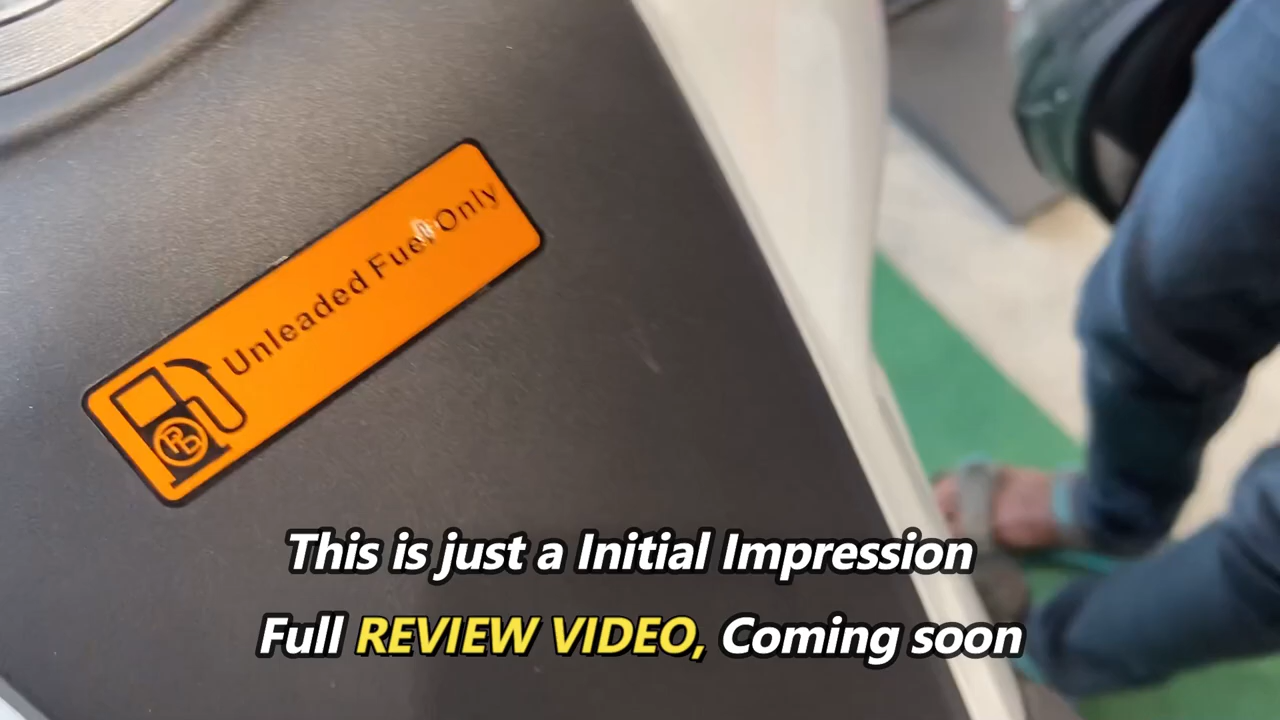 Unleaded Fuel Only
This is just a Initial Impression
Full REVIEW VIDEO, Coming soon